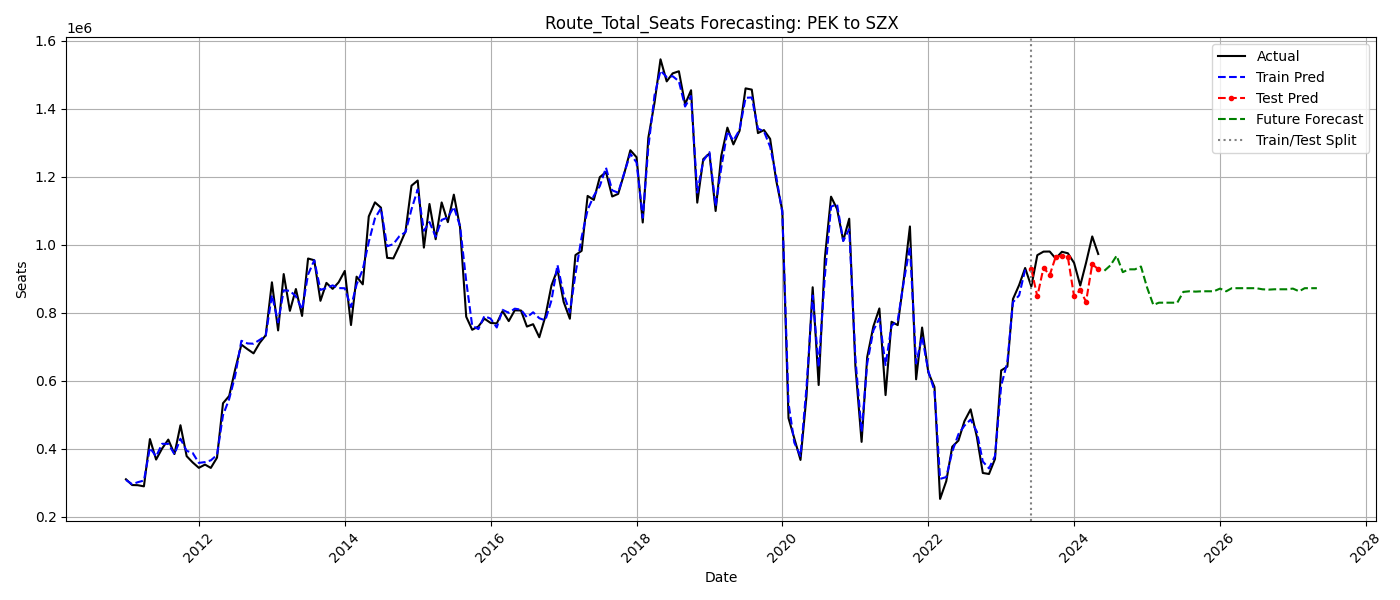 Route_Total_Seats Forecasting: PEK to SZX
1e6
1.6
1.4
1.2
1.0
0.8
0.6
0.4
0.2
Seats
Actual
Train Pred
Test Pred
Future Forecast
Train/Test Split
2012
2014
2016
2018
2020
2022
2024
2026
2028
Date